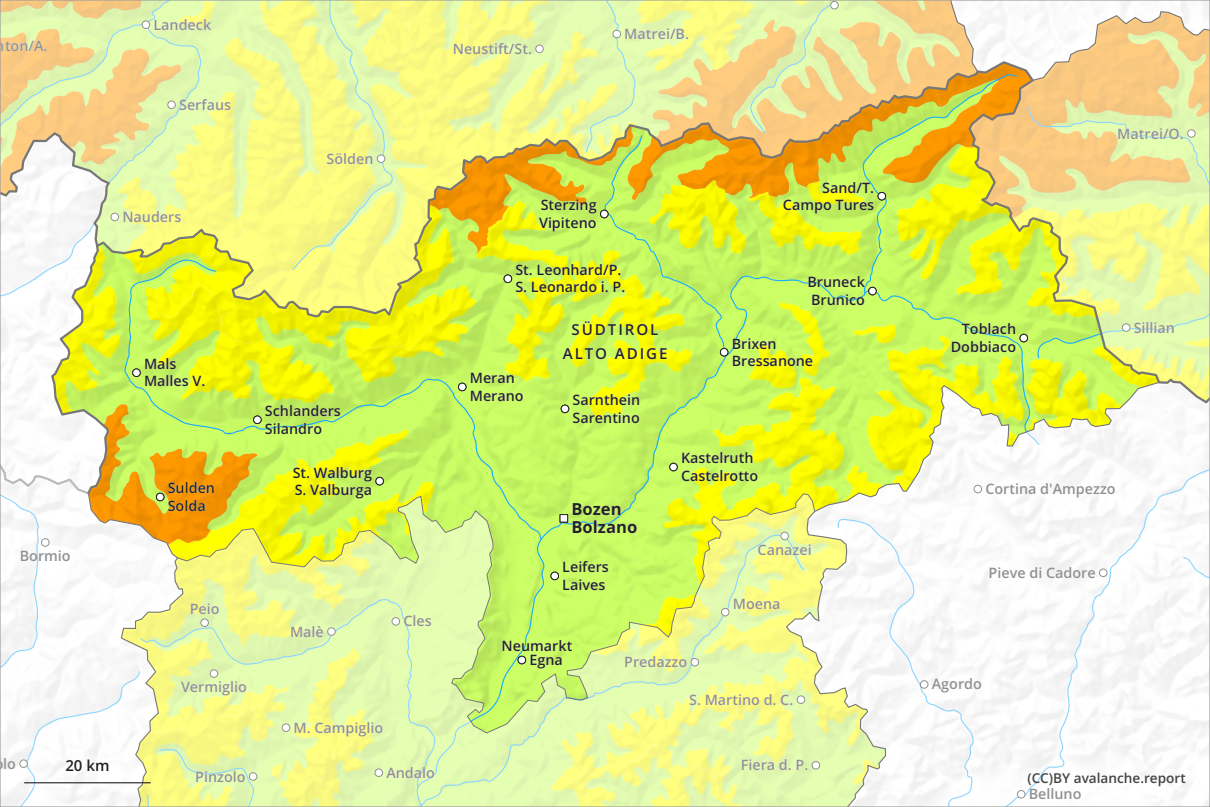 Landeck
nton/A.
Neustift/St.
Matrei/B.
Serfaus
Matrei/O.
Sölden
Nauders
Sand/T.
Campo Tures
Sterzing
Vipiteno
St. Leonhard/P.
S. Leonardo i. P.
Bruneck
Brunico
SÜDTIROL
ALTO ADIGE
Toblach
Dobbiaco
Sillian
Brixen
Bressanone
Mals
Malles V.
Meran
Merano
Schlanders
Silandro
Sarnthein
Sarentino
St. Walburg
S. Valburga
Kastelruth
Castelrotto
Sulden
Solda
Cortina d'Ampezzo
Bozen
Bolzano
Bormio
Canazei
Leifers
Laives
Pieve di Cadore
Peio
Moena
Malè
Cles
Neumarkt
Egna
Predazzo
Vermiglio
Agordo
S. Martino d. C.
M. Campiglio
olo
20 km
Pinzolo
Andalo
Fiera d. P.
(CC)BY avalanche.report
Belluno